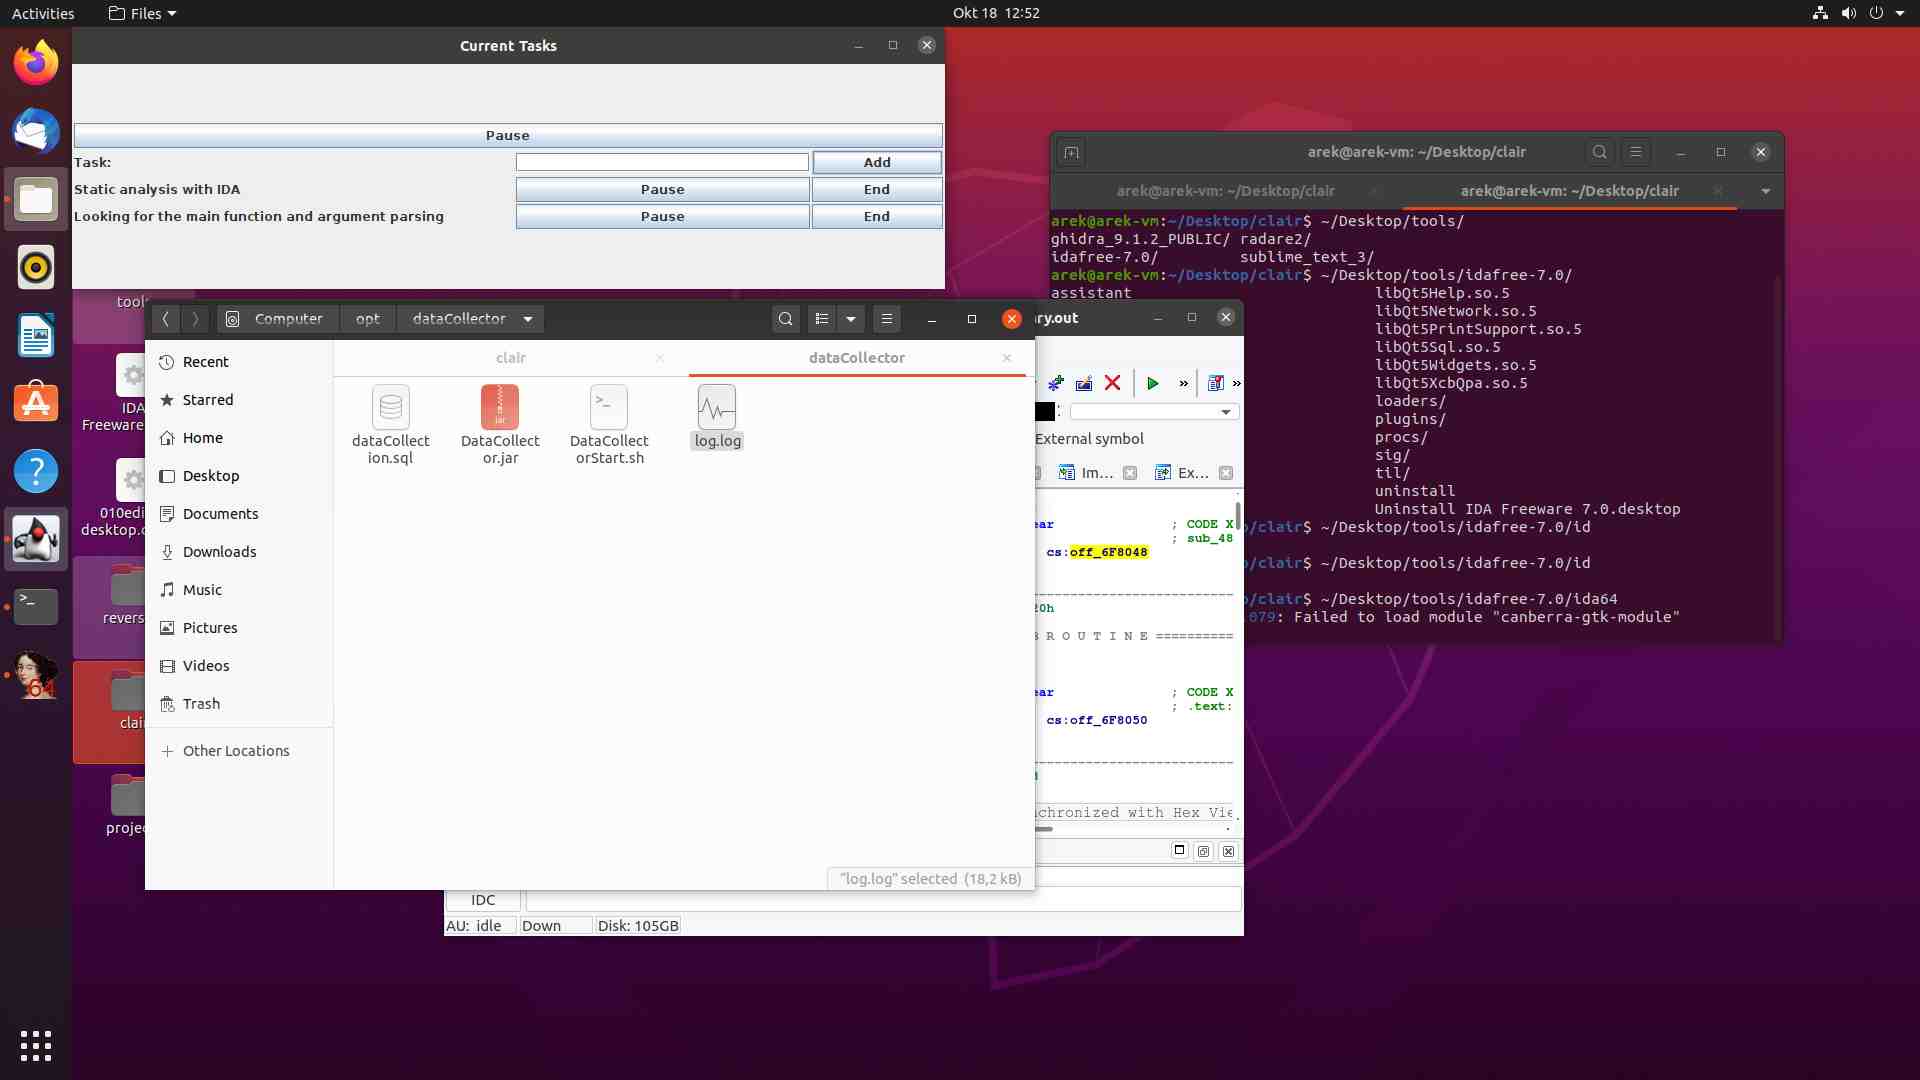 Activities
Files
Okt 18 12:52
Current Tasks
Pause
Task:
Add
Static analysis with IDA
Pause
End
Looking for the main function and argument parsing
Pause
End
arek@arek-vm: ~/Desktop/clair
arek@arek-vm: ~/Desktop/clair
arek@arek-vm: ~/Desktop/clair
arek@arek-vm:~/Desktop/clair$ ~/Desktop/tools/
ghidra_9.1.2_PUBLIC/ radare2/
idafree-7.0/ sublime_text_3/
arek@arek-vm:~/Desktop/clair$ ~/Desktop/tools/idafree-7.0/
assistant
libQt5Help.so.5
libQt5Network.so.5
libQt5PrintSupport.so.5
libQt5Sql.so.5
libQt5Widgets.so.5
libQt5XcbQpa.so.5
loaders/
plugins/
procs/
sig/
til/
uninstall
Uninstall IDA Freeware 7.0.desktop
/clair$ ~/Desktop/tools/idafree-7.0/id
/clair$ ~/Desktop/tools/idafree-7.0/id
/clair$ ~/Desktop/tools/idafree-7.0/ida64
079: Failed to load module "canberra-gtk-module"
Computer
opt
dataCollector
clair
dataCollector
Recent
Starred
Home
Desktop
Documents
Downloads
Music
Pictures
Videos
Trash
Other Locations
dataCollect
ion.sql
DataCollect
or.jar
DataCollect
orStart.sh
log.log
"log.log" selected (18,2 kB)
tool
IDA
Freeware
010edi
desktop.c
revers
clai
projec
ry.out
External symbol
Im...
Ex...
ear ; CODE X
; sub_48
cs:off_6F8048
20h
B R O U T I N E ==========
ear ; CODE X
; .text:
cs:off_6F8050
chronized with Hex Vie
IDC
AU: idle
Down
Disk: 105GB
64
jar